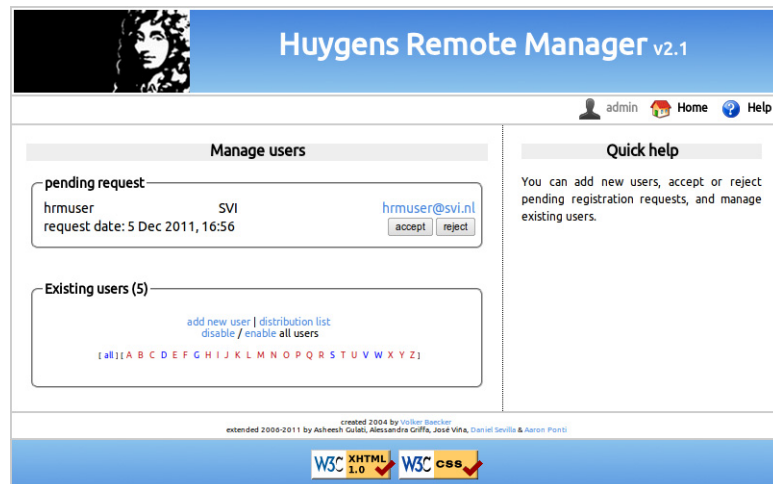 Huygens Remote Manager v2.1
admin Home Help
Manage users
pending request
hrmuser SVI hrmuser@svi.nl
request date: 5 Dec 2011, 16:56 accept reject
Existing users (5)
add new user | distribution list
disable / enable all users
[ all ] [ A B C D E F G H I J K L M N O P Q R S T U V W X Y Z ]
Quick help
You can add new users, accept or reject
pending registration requests, and manage
existing users.
created 2004 by Volker Baecker
extended 2006-2011 by Asheesh Gulati, Alessandra Griffa, José Viña, Daniel Sevilla & Aaron Ponti
W3C XHTML 1.0 W3C CSS